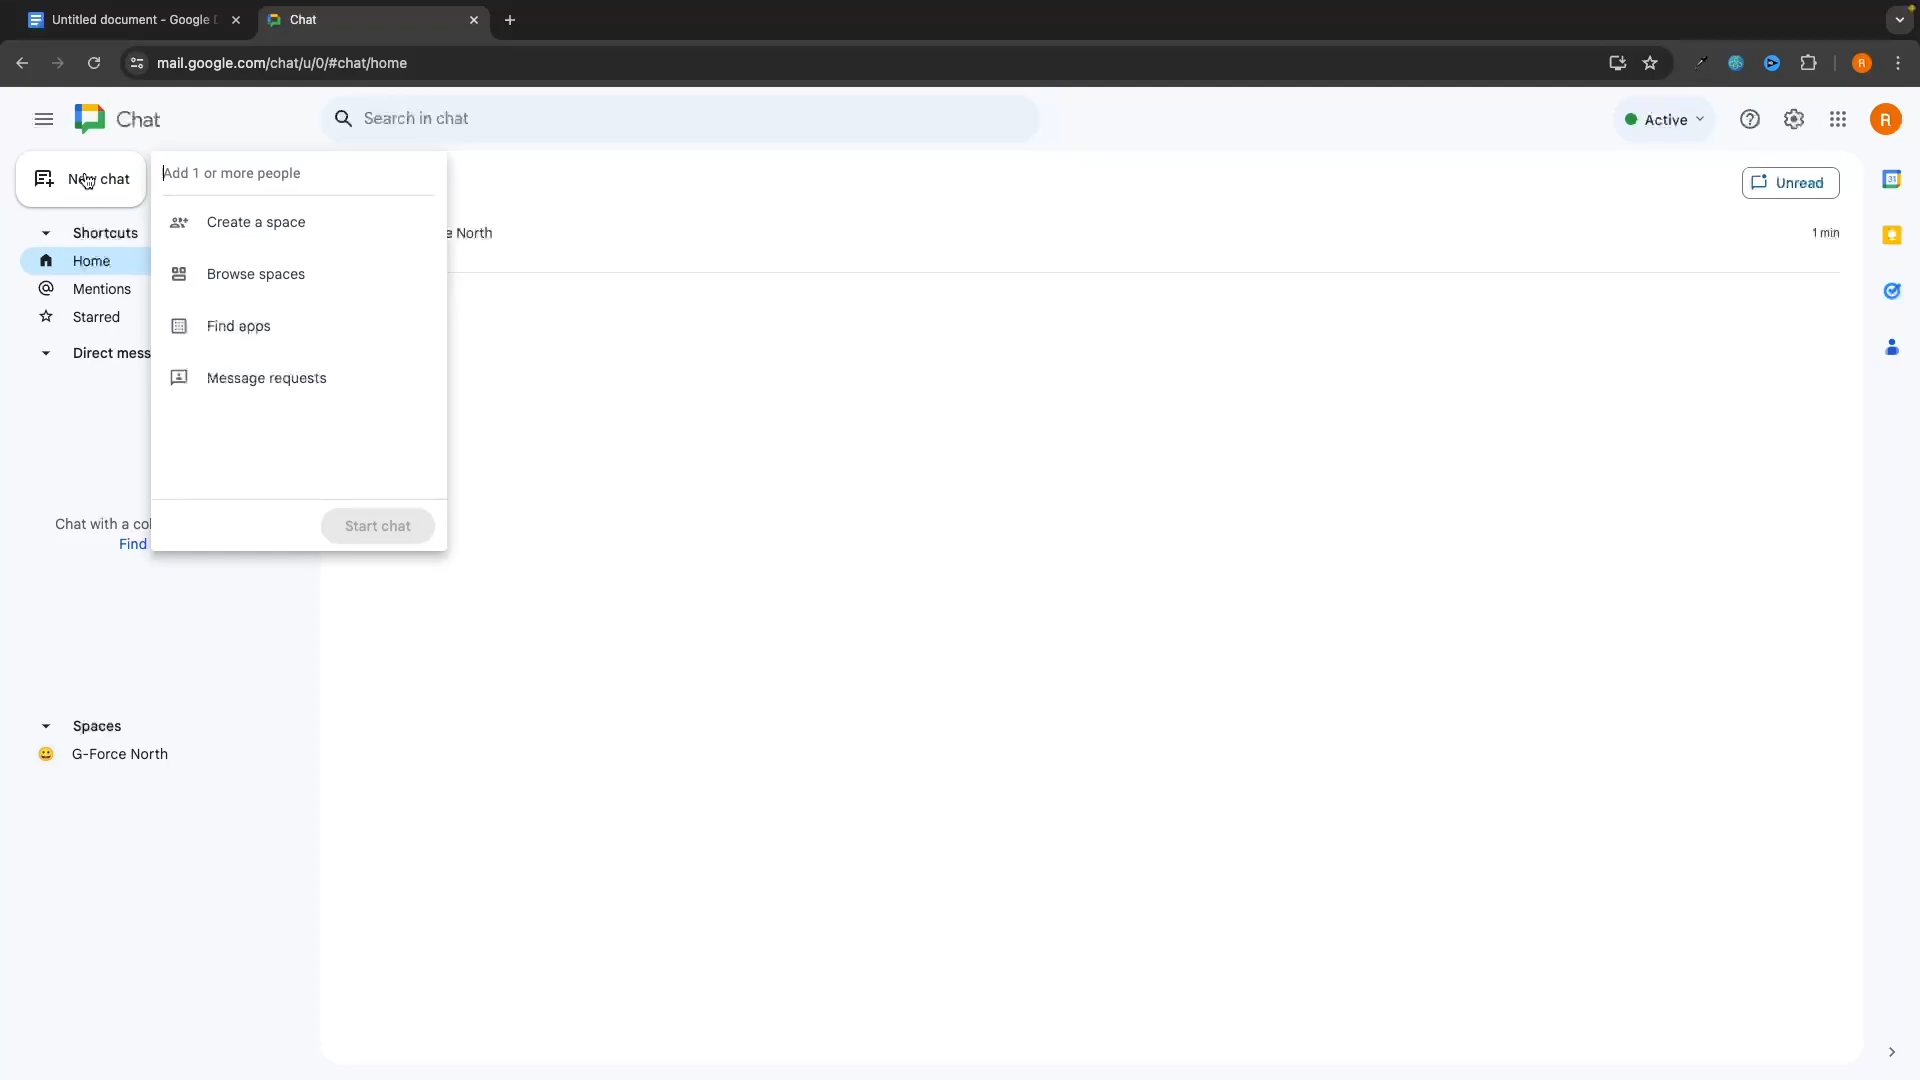 Untitled document - Google D
Chat
mail.google.com/chat/u/0/#chat/home
R
Chat
Search in chat
Active
R
New chat
Add 1 or more people
Unread
31
Create a space
Shortcuts
e North
1 min
Home
Browse spaces
Mentions
Starred
Find apps
Direct mess
Message requests
Chat with a col
Start chat
Find
Spaces
G-Force North